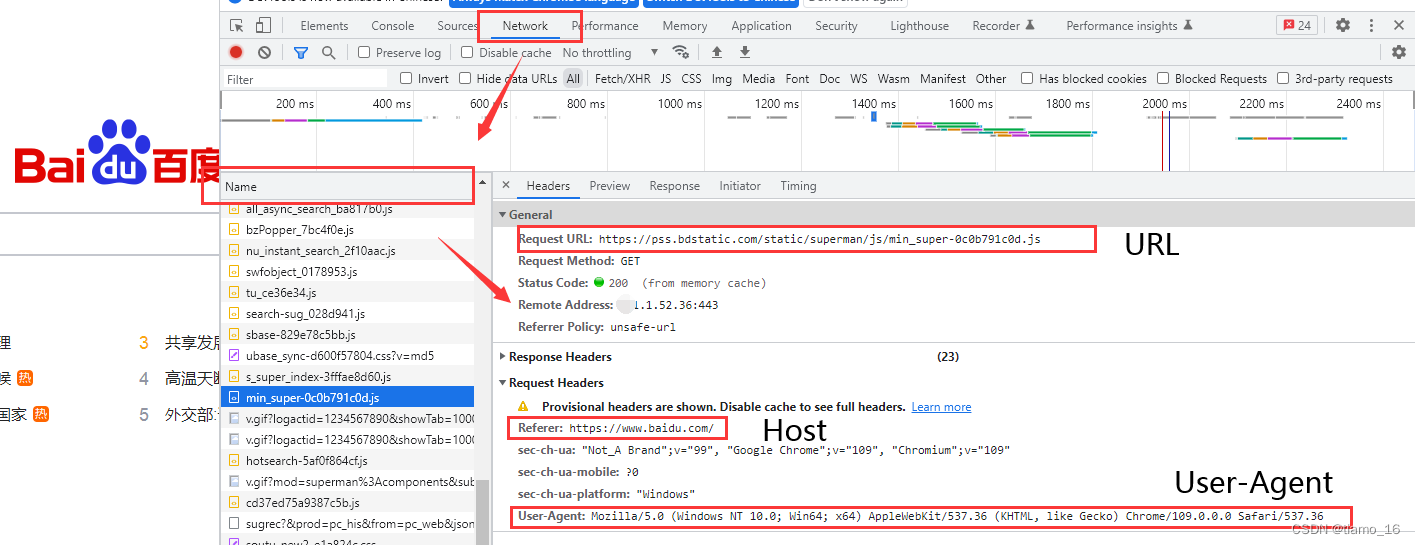 Elements Console Sources Network Performance Memory Application Security Lighthouse Recorder Performance insights 24
Preserve log Disable cache No throttling
Filter Invert Hide data URLs All Fetch/XHR JS CSS Img Media Font Doc WS Wasm Manifest Other Has blocked cookies Blocked Requests 3rd-party requests
200 ms 400 ms 600 ms 800 ms 1000 ms 1200 ms 1400 ms 1600 ms 1800 ms 2000 ms 2200 ms 2400 ms
Bai du 百度
3 共享发展
热
4 高温天断
国家 热
5 外交部:
Name
all_async_search_ba817b0.js
bzPopper_7bc4f0e.js
nu_instant_search_2f10aac.js
swfobject_0178953.js
tu_ce36e34.js
search-sug_028d941.js
sbase-829e78c5bb.js
ubase_sync-d600f57804.css?v=md5
s_super_index-3fffae8d60.js
min_super-0c0b791c0d.js
v.gif?logactid=1234567890&showTab=1000
v.gif?logactid=1234567890&showTab=1000
hotsearch-5af0f864cf.js
v.gif?mod=superman%3Acomponents&sub
cd37ed75a9387c5b.js
sugrec?&prod=pc_his&from=pc_web&json
Headers Preview Response Initiator Timing
General
Request URL: https://pss.bdstatic.com/static/superman/js/min_super-0c0b791c0d.js
URL
Request Method: GET
Status Code: 200 (from memory cache)
Remote Address: 1.1.52.36:443
Referrer Policy: unsafe-url
Response Headers (23)
Request Headers
Provisional headers are shown. Disable cache to see full headers. Learn more
Referer: https://www.baidu.com/
Host
sec-ch-ua: "Not_A Brand";v="99", "Google Chrome";v="109", "Chromium";v="109"
sec-ch-ua-mobile: ?0
sec-ch-ua-platform: "Windows"
User-Agent
User-Agent: Mozilla/5.0 (Windows NT 10.0; Win64; x64) AppleWebKit/537.36 (KHTML, like Gecko) Chrome/109.0.0.0 Safari/537.36
CSDN @tiamo_16